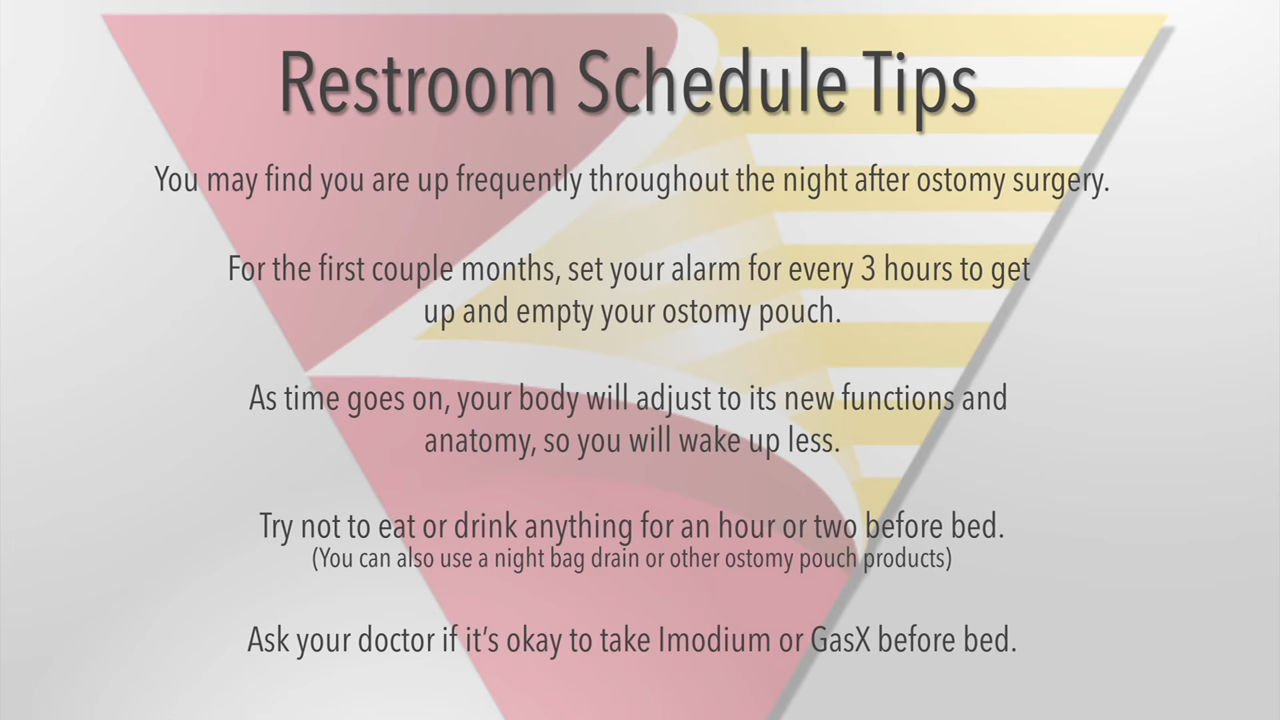 Restroom Schedule Tips
You may find you are up frequently throughout the night after ostomy surgery.
For the first couple months, set your alarm for every 3 hours to get
up and empty your ostomy pouch.
As time goes on, your body will adjust to its new functions and
anatomy, so you will wake up less.
Try not to eat or drink anything for an hour or two before bed.
(You can also use a night bag drain or other ostomy pouch products)
Ask your doctor if it’s okay to take Imodium or GasX before bed.